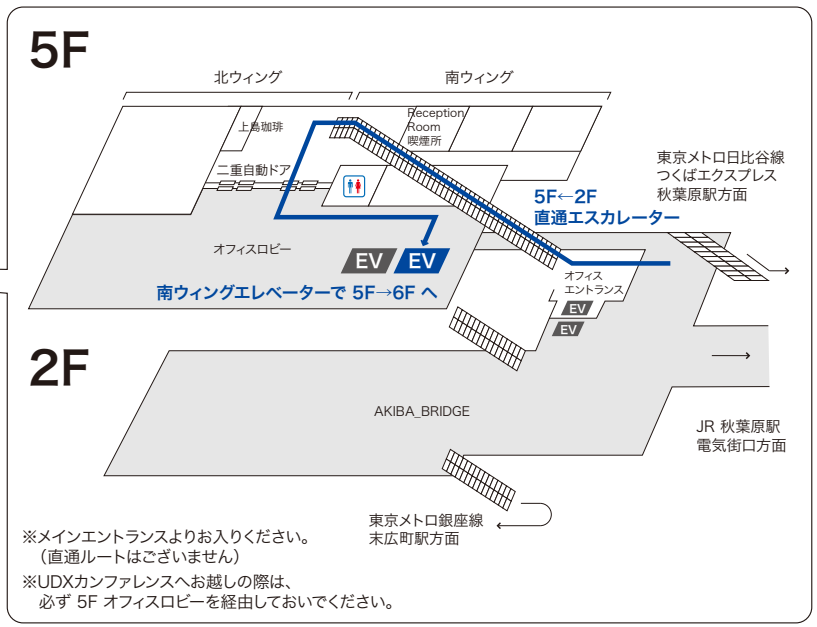 5F
北ウィング
南ウィング
上島珈琲
Reception
Room
喫煙所
二重自動ドア
東京メトロ日比谷線
つくばエクスプレス
秋葉原駅方面
5F←2F
直通エスカレーター
オフィスロビー
EV
EV
南ウィングエレベーターで 5F→6F へ
オフィス
エントランス
EV
EV
2F
AKIBA_BRIDGE
JR 秋葉原駅
電気街口方面
東京メトロ銀座線
末広町駅方面
※メインエントランスよりお入りください。
（直通ルートはございません）
※UDXカンファレンスへお越しの際は、
必ず 5F オフィスロビーを経由しておいでください。